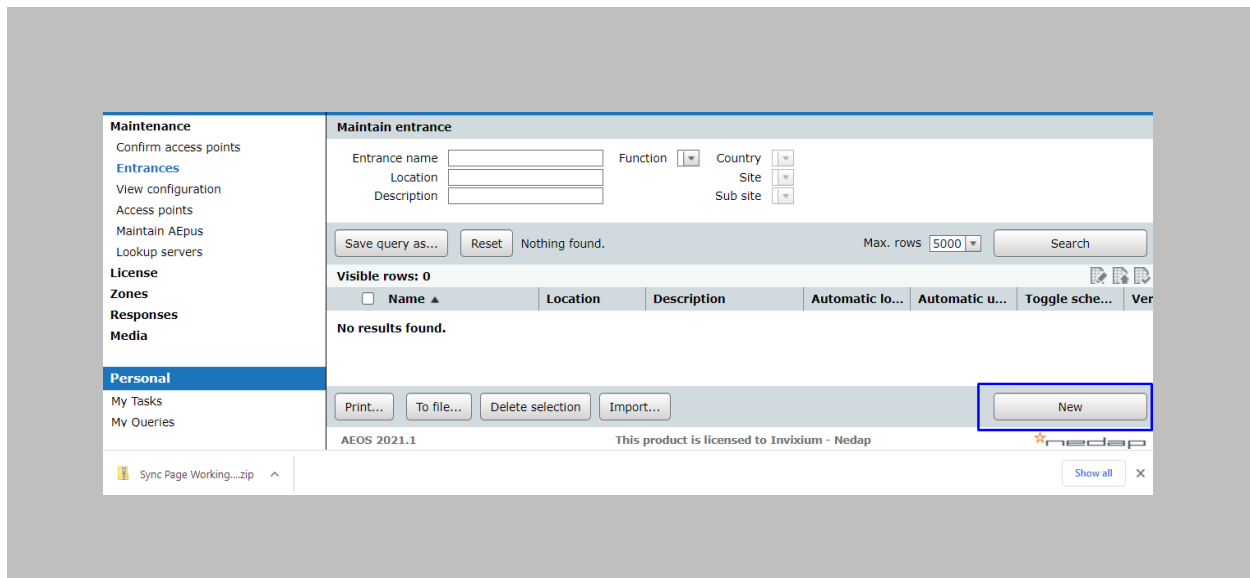 Maintenance
Confirm access points
Entrances
View configuration
Access points
Maintain AEpus
Lookup servers
License
Zones
Responses
Media
Personal
My Tasks
My Queries
Maintain entrance
Entrance name Function Country
Location Site
Description Sub site
Save query as... Reset Nothing found. Max. rows 5000 Search
Visible rows: 0
Name Location Description Automatic lo... Automatic u... Toggle sche... Ver
No results found.
Print... To file... Delete selection Import... New
AEOS 2021.1 This product is licensed to Invixium - Nedap nedap
Sync Page Working....zip Show all